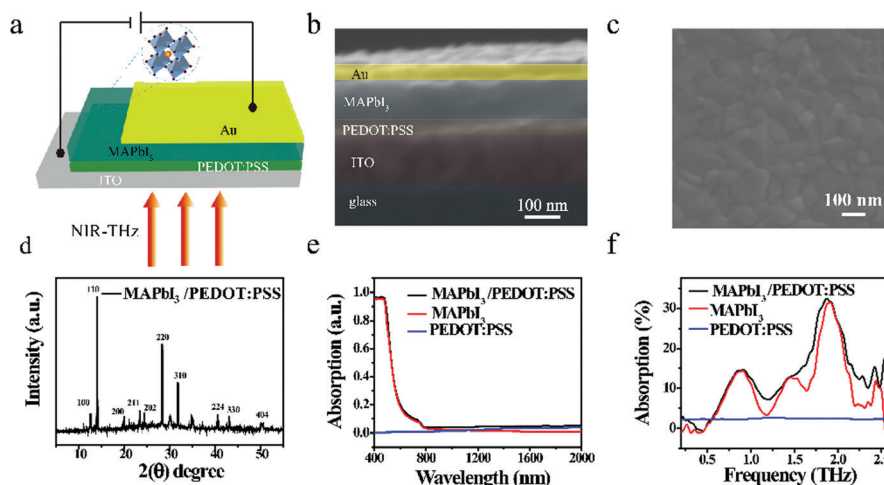 a
Au
MAPbI₃
PEDOT:PSS
ITO
NIR-THz
b
Au
MAPbI₃
PEDOT:PSS
ITO
glass
100 nm
c
100 nm
d
Intensity (a.u.)
MAPbI₃ /PEDOT:PSS
110
100
200
211
202
220
310
224
330
404
10 20 30 40 50
2(θ) degree
e
Absorption (a.u.)
1.0
0.8
0.6
0.4
0.2
0.0
MAPbI₃/PEDOT:PSS
MAPbI₃
PEDOT:PSS
400 800 1200 1600 2000
Wavelength (nm)
f
Absorption (%)
30
20
10
0
MAPbI₃/PEDOT:PSS
MAPbI₃
PEDOT:PSS
0.5 1.0 1.5 2.0 2.5
Frequency (THz)